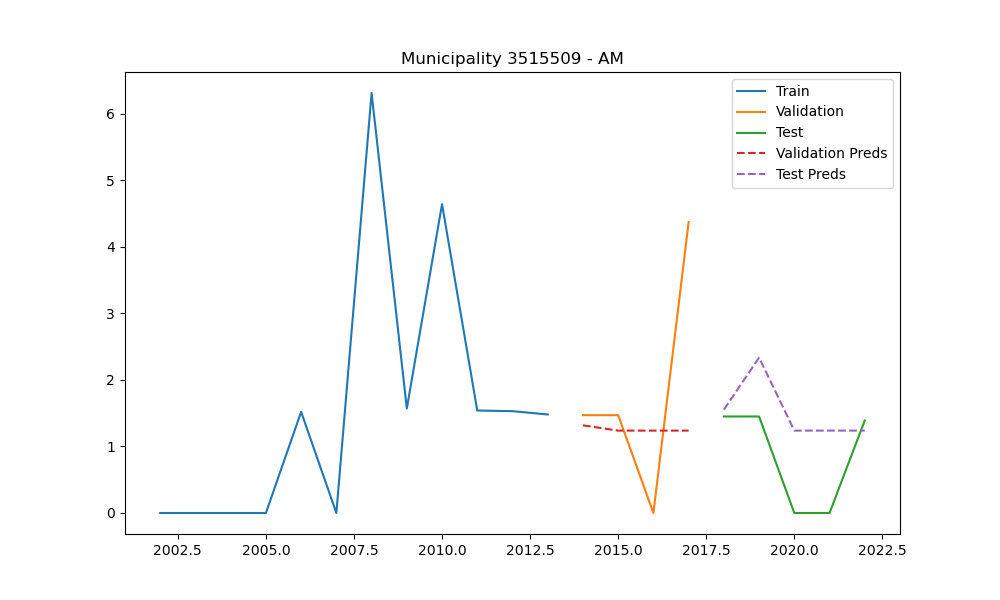 Municipality 3515509 - AM
Train
Validation
Test
Validation Preds
Test Preds
6
5
4
3
2
1
0
2002.5 2005.0 2007.5 2010.0 2012.5 2015.0 2017.5 2020.0 2022.5